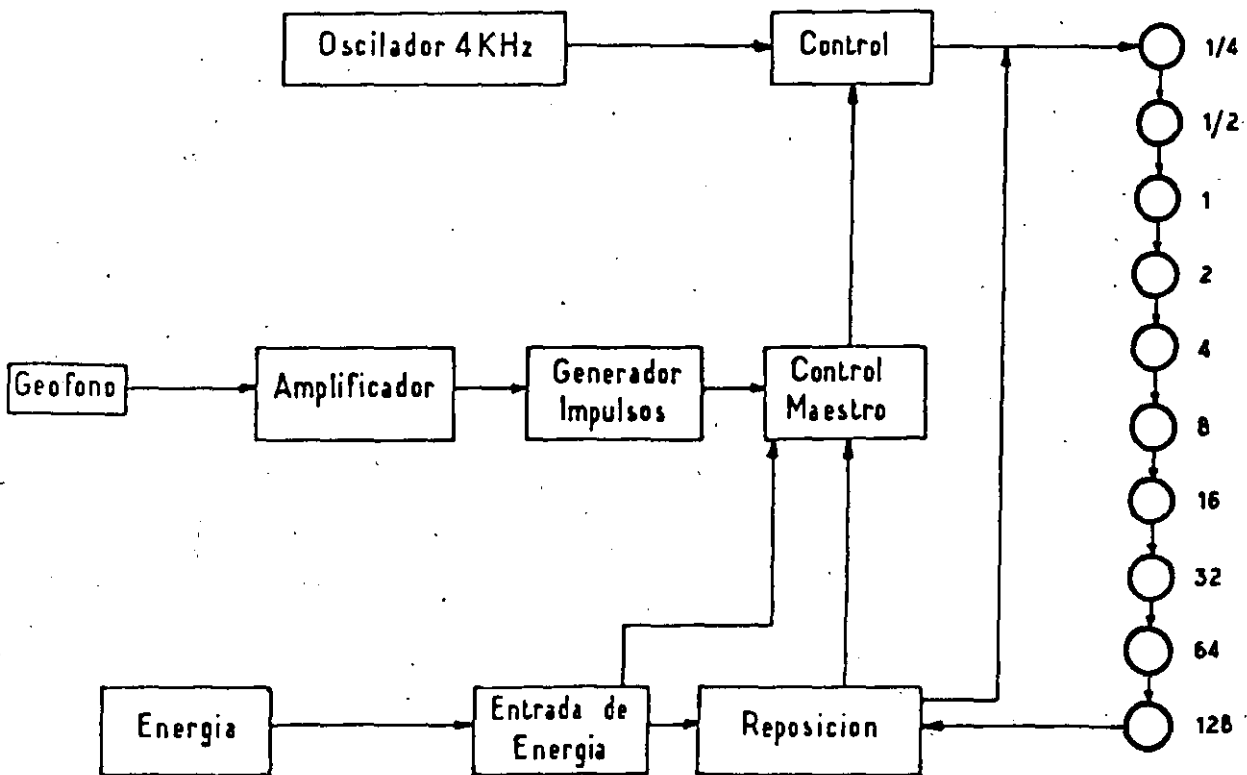 Oscilador 4KHz
Control
1/4
1/2
1
2
4
8
16
32
64
128
Geofono
Amplificador
Generador
Impulsos
Control
Maestro
Energia
Entrada de
Energia
Reposicion